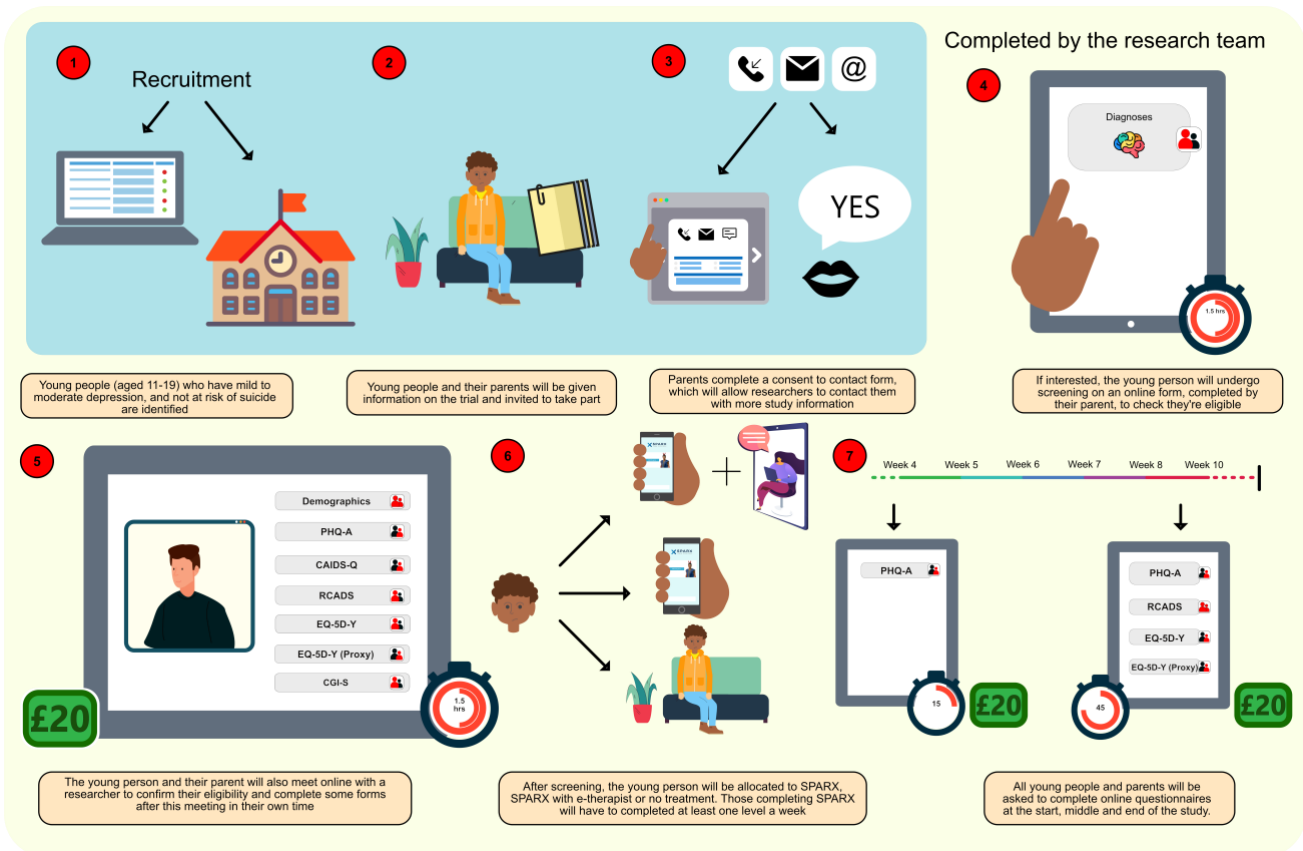 1
Recruitment
2
3
@
YES
Completed by the research team
4
Diagnoses
1.5 hrs
Young people (aged 11-19) who have mild to
moderate depression, and not at risk of suicide
are identified
Young people and their parents will be given
information on the trial and invited to take part
Parents complete a consent to contact form,
which will allow researchers to contact them
with more study information
If interested, the young person will undergo
screening on an online form, completed by
their parent, to check they're eligible
5
Demographics
PHQ-A
CAIDS-Q
RCADS
EQ-5D-Y
EQ-5D-Y (Proxy)
CGI-S
1.5
hrs
£20
The young person and their parent will also meet online with a
researcher to confirm their eligibility and complete some forms
after this meeting in their own time
6
SPARX
+
SPARX
After screening, the young person will be allocated to SPARX,
SPARX with e-therapist or no treatment. Those completing SPARX
will have to completed at least one level a week
7
Week 4 Week 5 Week 6 Week 7 Week 8 Week 10
PHQ-A
15
£20
PHQ-A
RCADS
EQ-5D-Y
EQ-5D-Y (Proxy)
45
£20
All young people and parents will be
asked to complete online questionnaires
at the start, middle and end of the study.